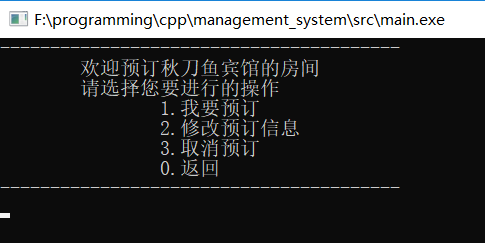 F:\programming\cpp\management_system\src\main.exe
----------------------------------------
欢迎预订秋刀鱼宾馆的房间
请选择您要进行的操作
1.我要预订
2.修改预订信息
3.取消预订
0.返回
----------------------------------------